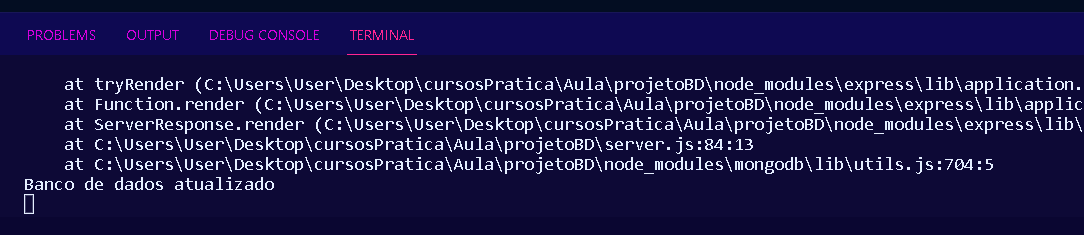 PROBLEMS OUTPUT DEBUG CONSOLE TERMINAL
at tryRender (C:\Users\User\Desktop\cursosPratica\Aula\projetoBD\node_modules\express\lib\application.
at Function.render (C:\Users\User\Desktop\cursosPratica\Aula\projetoBD\node_modules\express\lib\applic
at ServerResponse.render (C:\Users\User\Desktop\cursosPratica\Aula\projetoBD\node_modules\express\lib\
at C:\Users\User\Desktop\cursosPratica\Aula\projetoBD\server.js:84:13
at C:\Users\User\Desktop\cursosPratica\Aula\projetoBD\node_modules\mongodb\lib\utils.js:704:5
Banco de dados atualizado